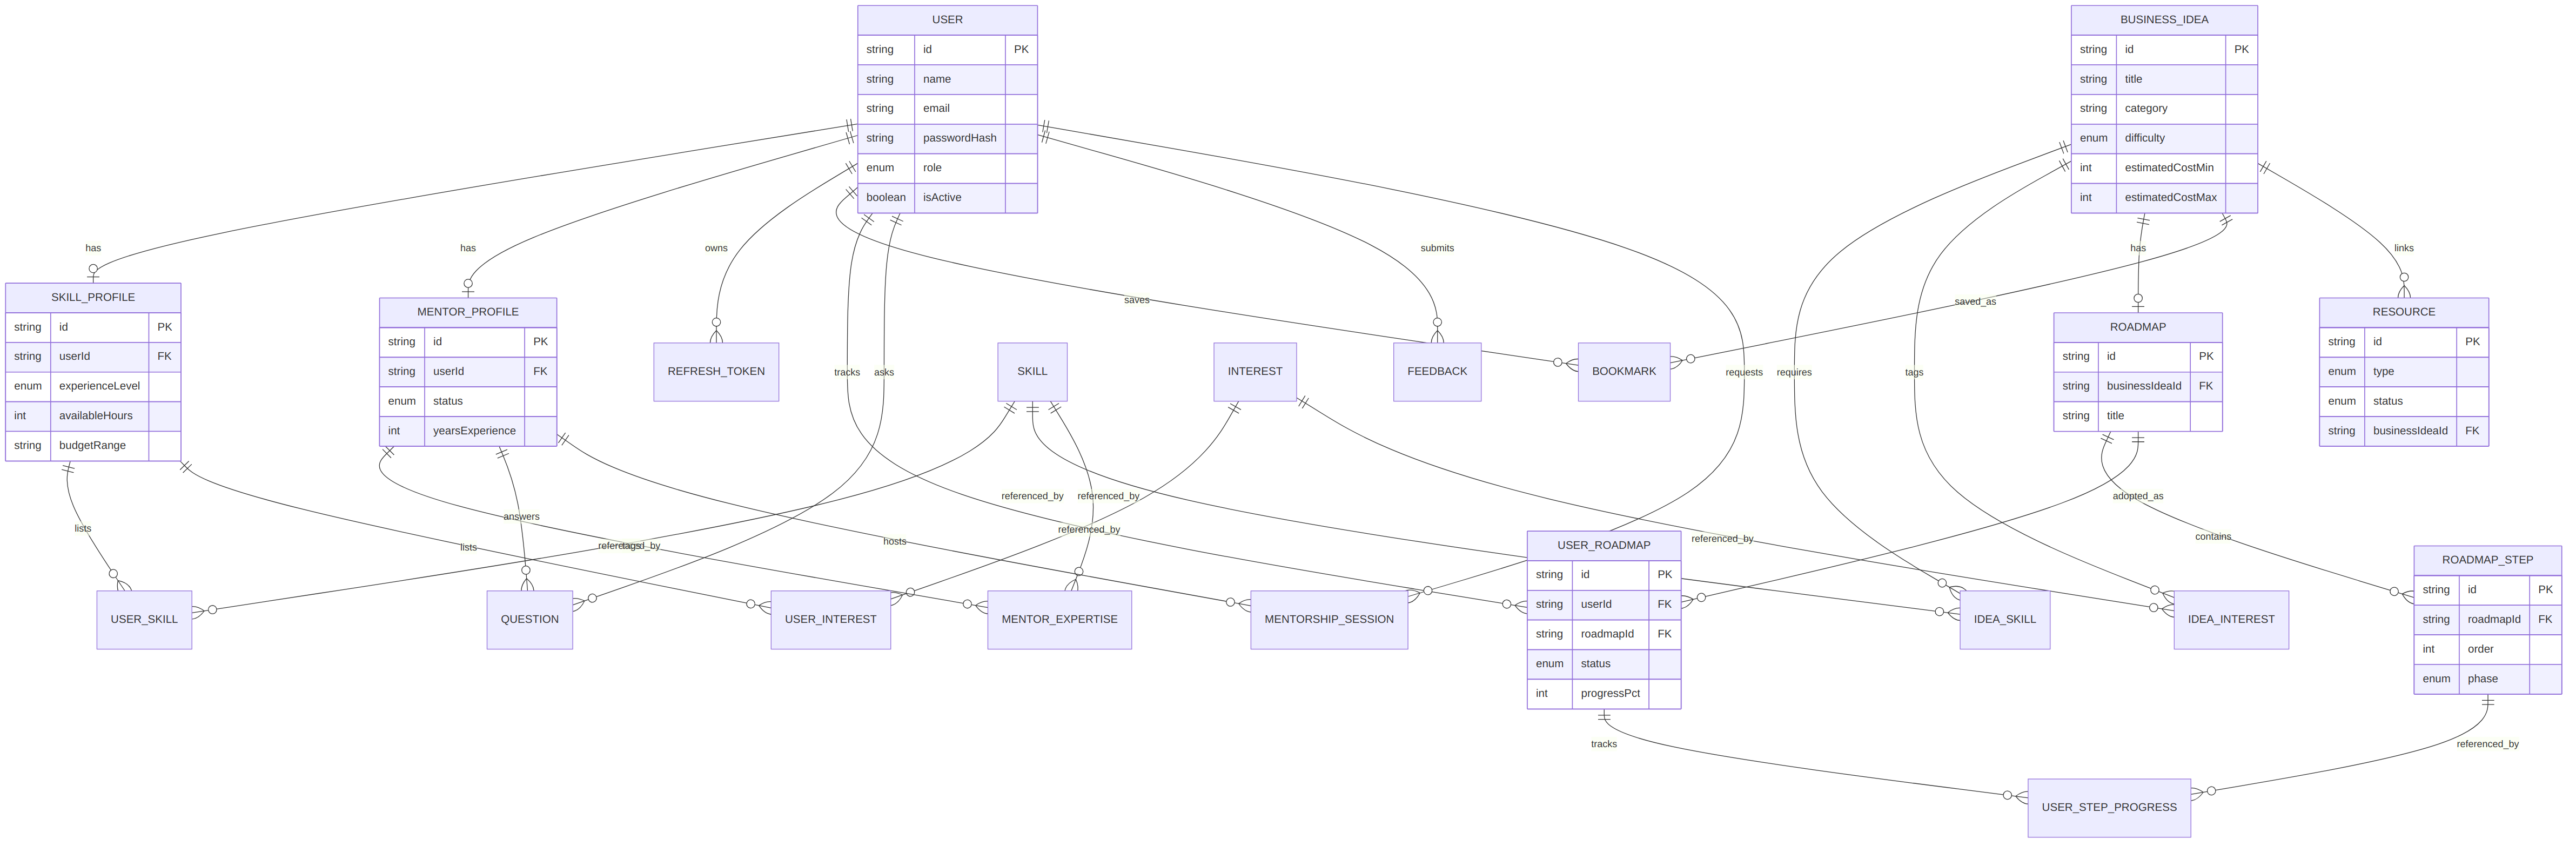 USER
string id PK
string name
string email
string passwordHash
enum role
boolean isActive
BUSINESS_IDEA
string id PK
string title
string category
enum difficulty
int estimatedCostMin
int estimatedCostMax
has
has
owns
submits
has
links
saves
saved_as
SKILL_PROFILE
string id PK
string userId FK
enum experienceLevel
int availableHours
string budgetRange
MENTOR_PROFILE
string id PK
string userId FK
enum status
int yearsExperience
REFRESH_TOKEN
tracks
asks
SKILL
INTEREST
FEEDBACK
BOOKMARK
requests
requires
tags
ROADMAP
string id PK
string businessIdeaId FK
string title
RESOURCE
string id PK
enum type
enum status
string businessIdeaId FK
lists
lists
answers
referenced_by
tags
hosts
referenced_by
referenced_by
referenced_by
referenced_by
adopted_as
contains
USER_SKILL
QUESTION
USER_INTEREST
MENTOR_EXPERTISE
MENTORSHIP_SESSION
USER_ROADMAP
string id PK
string userId FK
string roadmapId FK
enum status
int progressPct
IDEA_SKILL
IDEA_INTEREST
ROADMAP_STEP
string id PK
string roadmapId FK
int order
enum phase
tracks
referenced_by
USER_STEP_PROGRESS